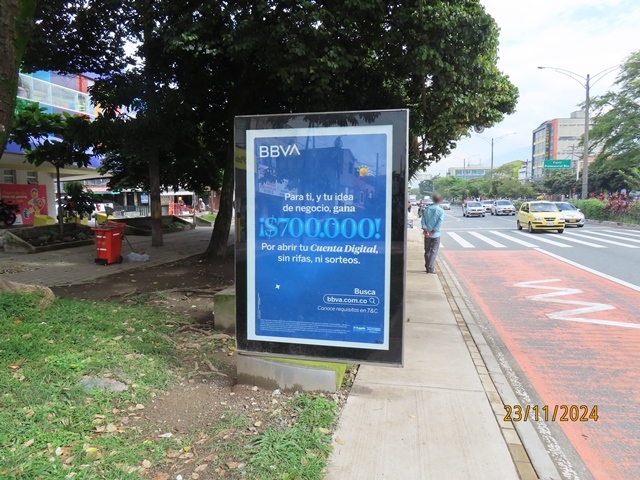 BBVA
Para ti, y tu idea
de negocio, gana
¡$700.000!
Por abrir tu Cuenta Digital,
sin rifas, ni sorteos.
Busca
bbva.com.co
Conoce requisitos en T&C.
23/11/2024